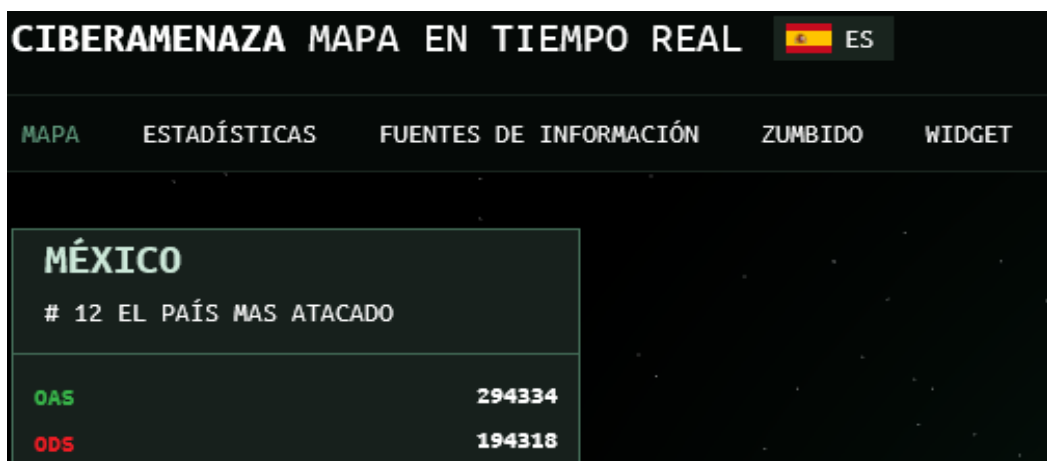 CIBERAMENAZA MAPA EN TIEMPO REAL ES
MAPA ESTADÍSTICAS FUENTES DE INFORMACIÓN ZUMBIDO WIDGET
MÉXICO
# 12 EL PAÍS MAS ATACADO
OAS 294334
ODS 194318